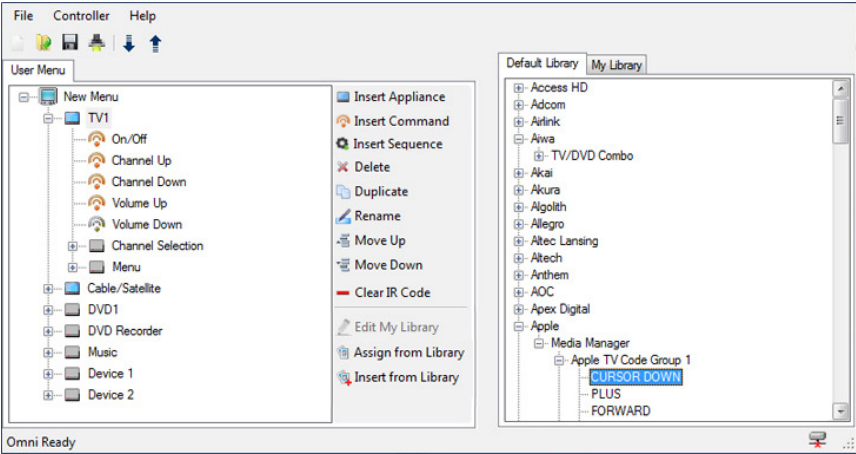 File Controller Help
User Menu
New Menu
TV1
On/Off
Channel Up
Channel Down
Volume Up
Volume Down
Channel Selection
Menu
Cable/Satellite
DVD1
DVD Recorder
Music
Device 1
Device 2
Insert Appliance
Insert Command
Insert Sequence
Delete
Duplicate
Rename
Move Up
Move Down
Clear IR Code
Edit My Library
Assign from Library
Insert from Library
Default Library My Library
Access HD
Adcom
Airlink
Aiwa
TV/DVD Combo
Akai
Akura
Algolith
Allegro
Altec Lansing
Altech
Anthem
AOC
Apex Digital
Apple
Media Manager
Apple TV Code Group 1
CURSOR DOWN
PLUS
FORWARD
Omni Ready